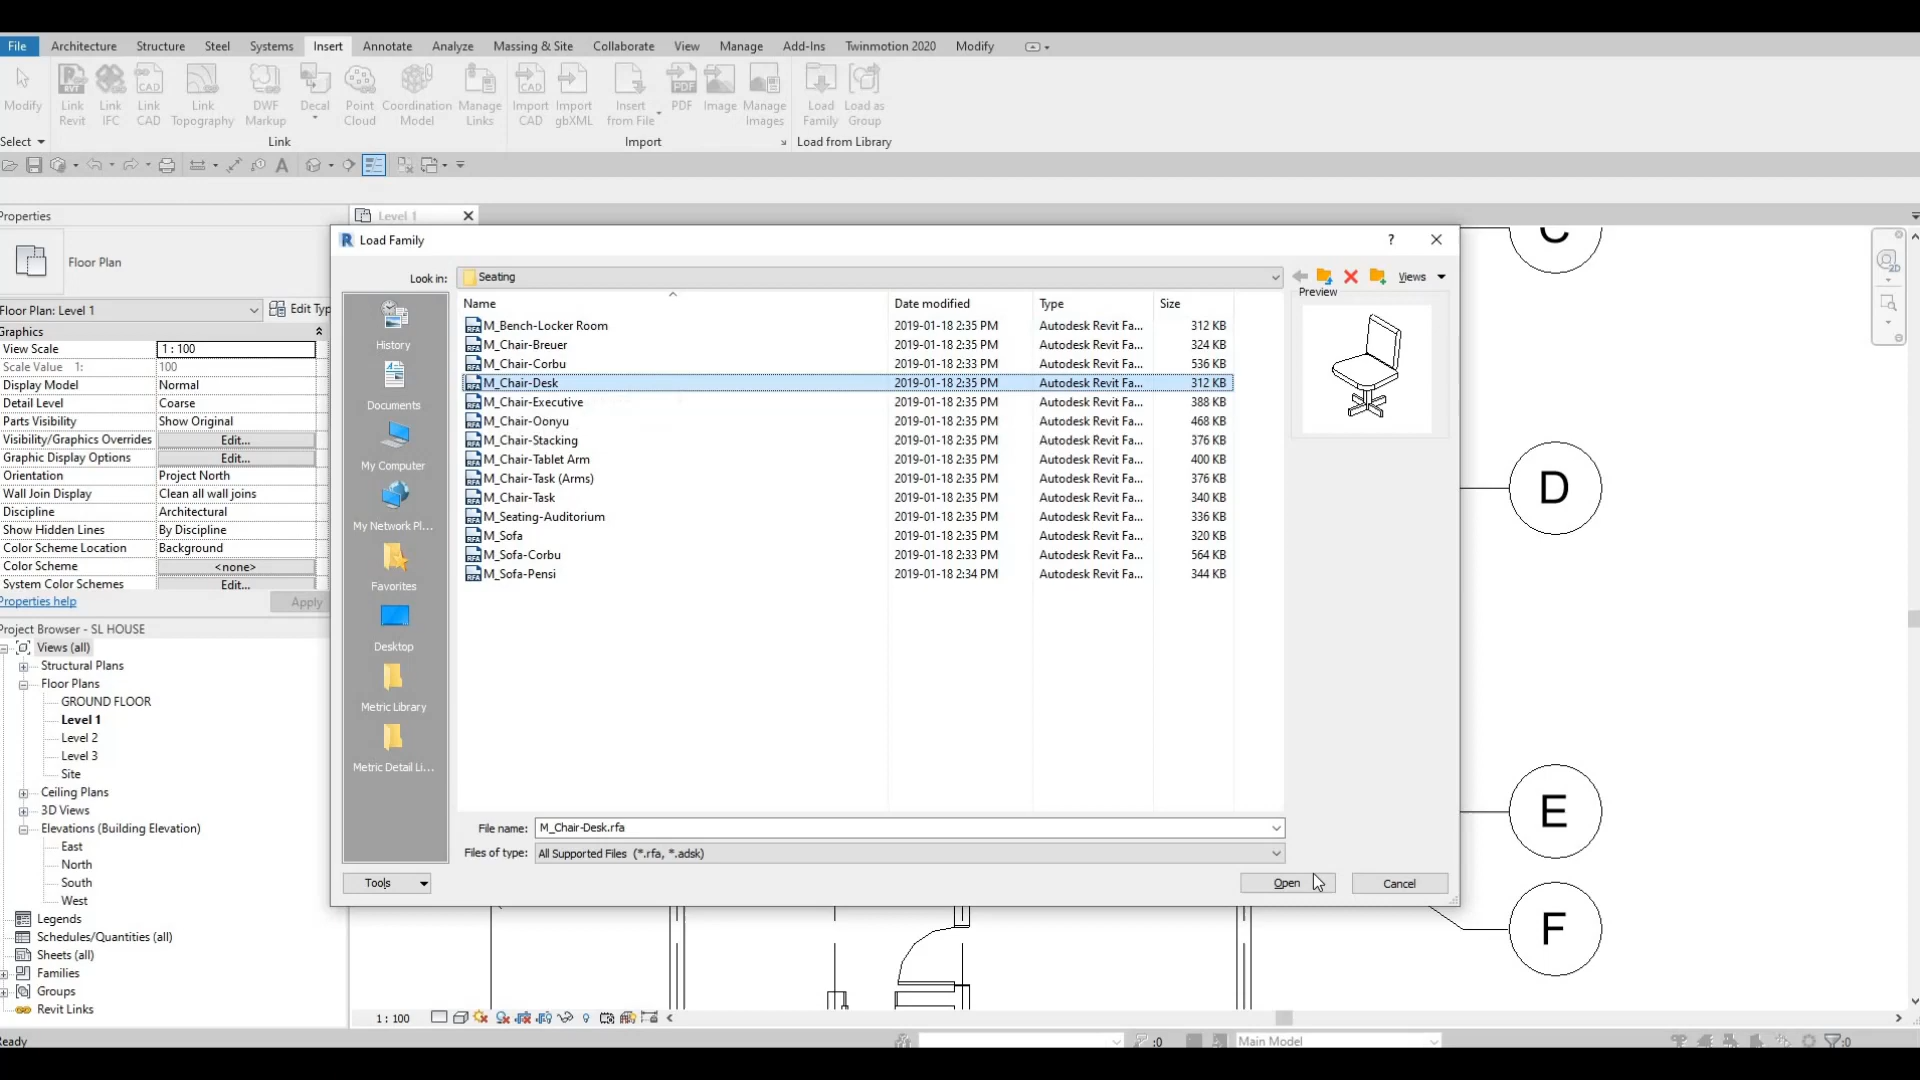 File Architecture Structure Steel Systems Insert Annotate Analyze Massing & Site Collaborate View Manage Add-Ins Twinmotion 2020 Modify
Modify
Link Revit
Link IFC
Link CAD
Link Topography
DWF Markup
Decal
Point Cloud
Coordination Model
Manage Links
Import CAD
Import gbXML
Insert from File
PDF
Image
Manage Images
Load Family
Load as Group
Select
Link
Import
Load from Library
Properties
Level 1
Floor Plan
Floor Plan: Level 1
Edit Typ
Graphics
View Scale 1 : 100
Scale Value 1: 100
Display Model Normal
Detail Level Coarse
Parts Visibility Show Original
Visibility/Graphics Overrides Edit...
Graphic Display Options Edit...
Orientation Project North
Wall Join Display Clean all wall joins
Discipline Architectural
Show Hidden Lines By Discipline
Color Scheme Location Background
Color Scheme <none>
System Color Schemes Edit...
Properties help
Apply
Project Browser - SL HOUSE
Views (all)
Structural Plans
Floor Plans
GROUND FLOOR
Level 1
Level 2
Level 3
Site
Ceiling Plans
3D Views
Elevations (Building Elevation)
East
North
South
West
Legends
Schedules/Quantities (all)
Sheets (all)
Families
Groups
Revit Links
Load Family
?
Look in: Seating
Views
Preview
History
Documents
My Computer
My Network Pl...
Favorites
Desktop
Metric Library
Metric Detail Li...
Name Date modified Type Size
M_Bench-Locker Room 2019-01-18 2:35 PM Autodesk Revit Fa... 312 KB
M_Chair-Breuer 2019-01-18 2:35 PM Autodesk Revit Fa... 324 KB
M_Chair-Corbu 2019-01-18 2:33 PM Autodesk Revit Fa... 536 KB
M_Chair-Desk 2019-01-18 2:35 PM Autodesk Revit Fa... 312 KB
M_Chair-Executive 2019-01-18 2:35 PM Autodesk Revit Fa... 388 KB
M_Chair-Oonyu 2019-01-18 2:35 PM Autodesk Revit Fa... 468 KB
M_Chair-Stacking 2019-01-18 2:35 PM Autodesk Revit Fa... 376 KB
M_Chair-Tablet Arm 2019-01-18 2:35 PM Autodesk Revit Fa... 400 KB
M_Chair-Task (Arms) 2019-01-18 2:35 PM Autodesk Revit Fa... 376 KB
M_Chair-Task 2019-01-18 2:35 PM Autodesk Revit Fa... 340 KB
M_Seating-Auditorium 2019-01-18 2:35 PM Autodesk Revit Fa... 336 KB
M_Sofa 2019-01-18 2:35 PM Autodesk Revit Fa... 320 KB
M_Sofa-Corbu 2019-01-18 2:33 PM Autodesk Revit Fa... 564 KB
M_Sofa-Pensi 2019-01-18 2:34 PM Autodesk Revit Fa... 344 KB
File name: M_Chair-Desk.rfa
Files of type: All Supported Files (*.rfa, *.adsk)
Tools
Open
Cancel
C
D
E
F
1 : 100
Ready
:0
Main Model
:0